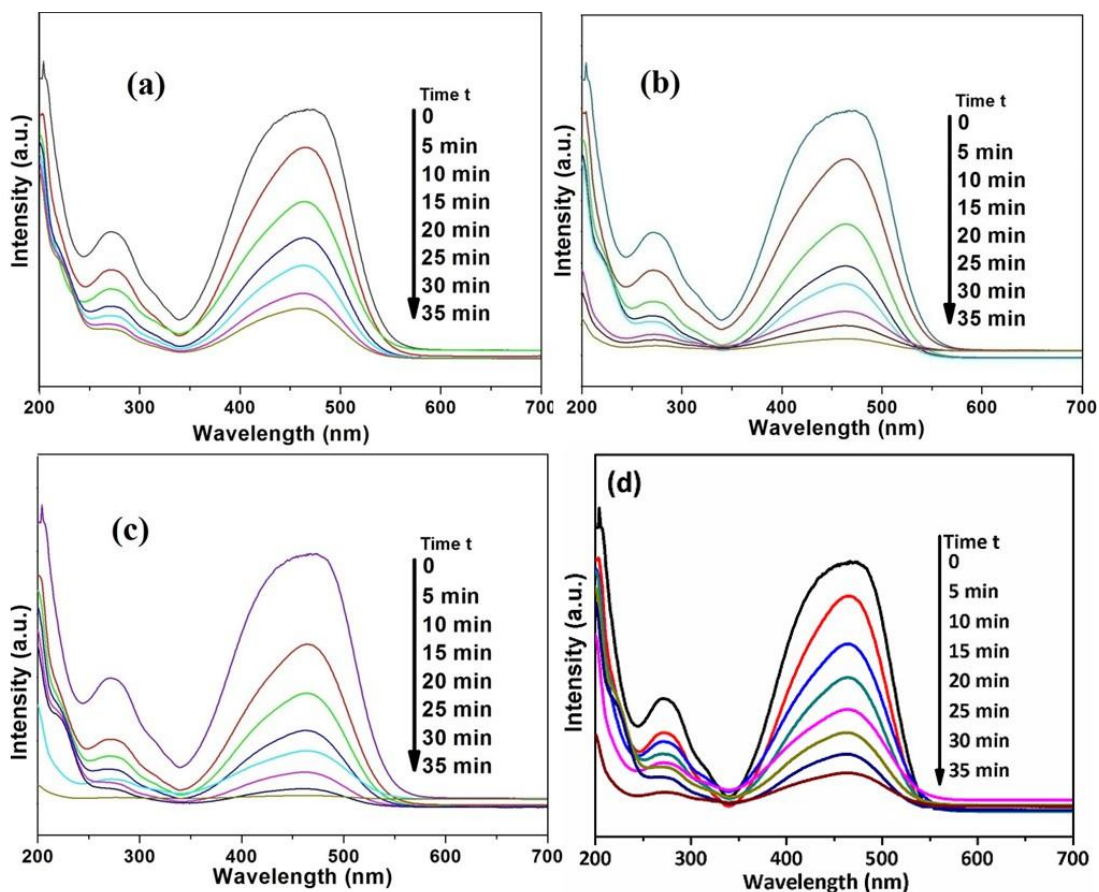 (a)
Time t
0
5 min
10 min
15 min
20 min
25 min
30 min
35 min
Intensity (a.u.)
200 300 400 500 600 700
Wavelength (nm)
(b)
Time t
0
5 min
10 min
15 min
20 min
25 min
30 min
35 min
Intensity (a.u.)
200 300 400 500 600 700
Wavelength (nm)
(c)
Time t
0
5 min
10 min
15 min
20 min
25 min
30 min
35 min
Intensity (a.u.)
200 300 400 500 600 700
Wavelength (nm)
(d)
Time t
0
5 min
10 min
15 min
20 min
25 min
30 min
35 min
Intensity (a.u.)
200 300 400 500 600 700
Wavelength (nm)